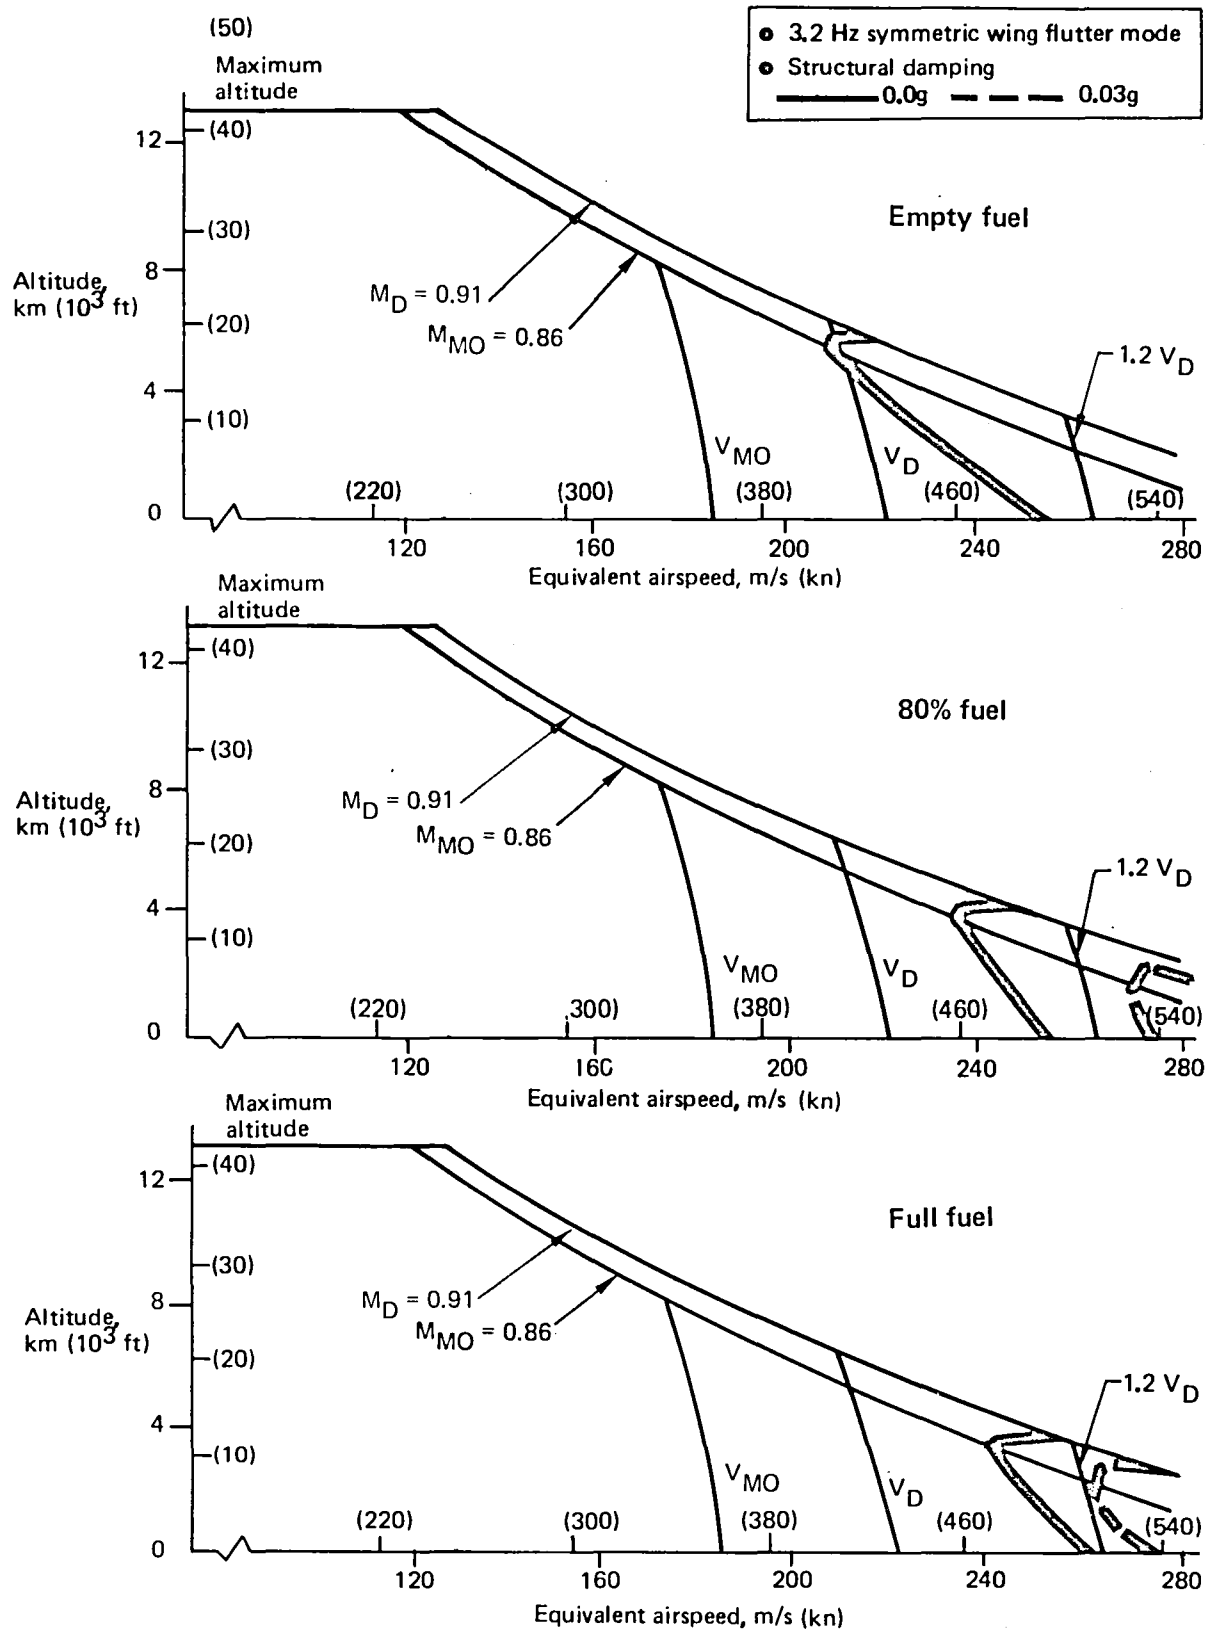 (50)
3.2 Hz symmetric wing flutter mode
Structural damping
0.0g 0.03g
Maximum
altitude
(40)
12
Empty fuel
(30)
8
Altitude,
km (10³ ft)
M_D = 0.91
M_MO = 0.86
(20)
1.2 V_D
4
(10)
V_MO
V_D
(220) (300) (380) (460) (540)
0
120 160 200 240 280
Equivalent airspeed, m/s (kn)
Maximum
altitude
(40)
12
80% fuel
(30)
8
Altitude,
km (10³ ft)
M_D = 0.91
M_MO = 0.86
(20)
1.2 V_D
4
(10)
V_MO
V_D
(220) 300) (380) (460) (540)
0
120 160 200 240 280
Equivalent airspeed, m/s (kn)
Maximum
altitude
(40)
12
Full fuel
(30)
8
Altitude,
km (10³ ft)
M_D = 0.91
M_MO = 0.86
(20)
1.2 V_D
4
(10)
V_MO
V_D
(220) (300) (380) (460) (540)
0
120 160 200 240 280
Equivalent airspeed, m/s (kn)